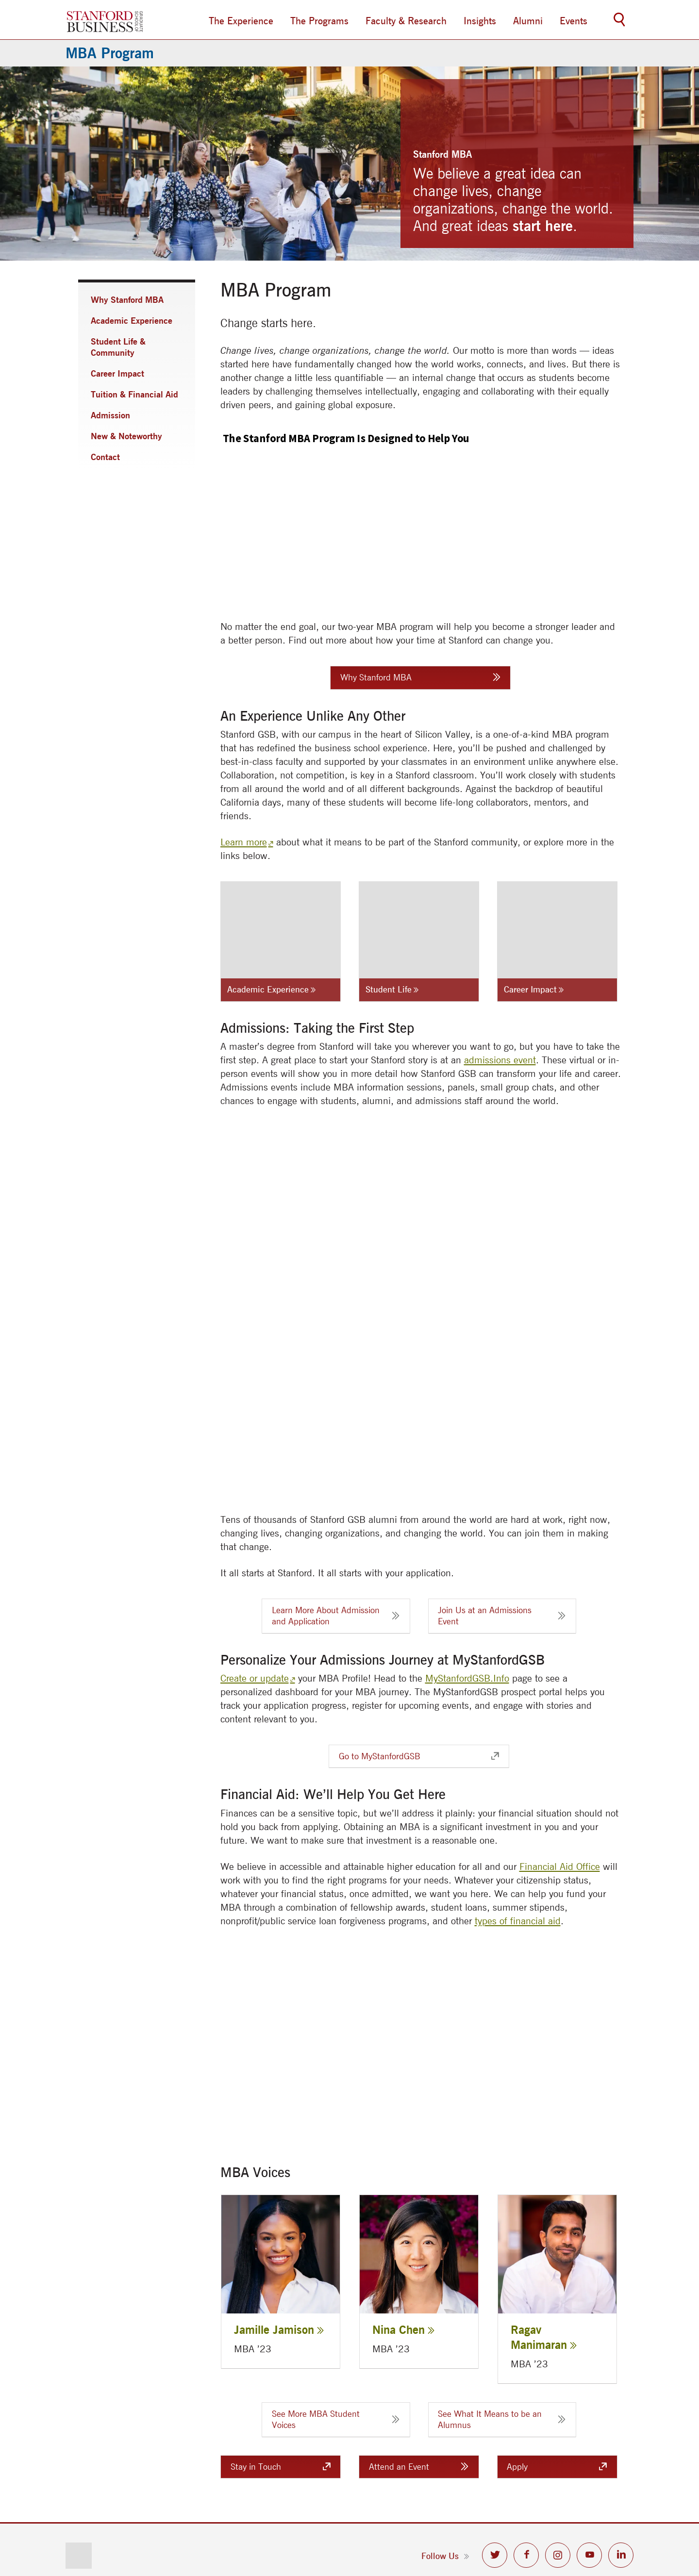 STANFORD
BUSINESS
GRADUATE
SCHOOL OF
The Experience
The Programs
Faculty & Research
Insights
Alumni
Events
MBA Program
Stanford MBA
We believe a great idea can
change lives, change
organizations, change the world.
And great ideas start here.
Why Stanford MBA
Academic Experience
Student Life &
Community
Career Impact
Tuition & Financial Aid
Admission
New & Noteworthy
Contact
MBA Program
Change starts here.
Change lives, change organizations, change the world. Our motto is more than words — ideas
started here have fundamentally changed how the world works, connects, and lives. But there is
another change a little less quantifiable — an internal change that occurs as students become
leaders by challenging themselves intellectually, engaging and collaborating with their equally
driven peers, and gaining global exposure.
The Stanford MBA Program Is Designed to Help You
No matter the end goal, our two-year MBA program will help you become a stronger leader and
a better person. Find out more about how your time at Stanford can change you.
Why Stanford MBA
An Experience Unlike Any Other
Stanford GSB, with our campus in the heart of Silicon Valley, is a one-of-a-kind MBA program
that has redefined the business school experience. Here, you'll be pushed and challenged by
best-in-class faculty and supported by your classmates in an environment unlike anywhere else.
Collaboration, not competition, is key in a Stanford classroom. You'll work closely with students
from all around the world and of all different backgrounds. Against the backdrop of beautiful
California days, many of these students will become life-long collaborators, mentors, and
friends.
Learn more about what it means to be part of the Stanford community, or explore more in the
links below.
Academic Experience
Student Life
Career Impact
Admissions: Taking the First Step
A master's degree from Stanford will take you wherever you want to go, but you have to take the
first step. A great place to start your Stanford story is at an admissions event. These virtual or in-
person events will show you in more detail how Stanford GSB can transform your life and career.
Admissions events include MBA information sessions, panels, small group chats, and other
chances to engage with students, alumni, and admissions staff around the world.
Tens of thousands of Stanford GSB alumni from around the world are hard at work, right now,
changing lives, changing organizations, and changing the world. You can join them in making
that change.
It all starts at Stanford. It all starts with your application.
Learn More About Admission
and Application
Join Us at an Admissions
Event
Personalize Your Admissions Journey at MyStanfordGSB
Create or update your MBA Profile! Head to the MyStanfordGSB.Info page to see a
personalized dashboard for your MBA journey. The MyStanfordGSB prospect portal helps you
track your application progress, register for upcoming events, and engage with stories and
content relevant to you.
Go to MyStanfordGSB
Financial Aid: We'll Help You Get Here
Finances can be a sensitive topic, but we'll address it plainly: your financial situation should not
hold you back from applying. Obtaining an MBA is a significant investment in you and your
future. We want to make sure that investment is a reasonable one.
We believe in accessible and attainable higher education for all and our Financial Aid Office will
work with you to find the right programs for your needs. Whatever your citizenship status,
whatever your financial status, once admitted, we want you here. We can help you fund your
MBA through a combination of fellowship awards, student loans, summer stipends,
nonprofit/public service loan forgiveness programs, and other types of financial aid.
MBA Voices
Jamille Jamison
MBA '23
Nina Chen
MBA '23
Ragav
Manimaran
MBA '23
See More MBA Student
Voices
See What It Means to be an
Alumnus
Stay in Touch
Attend an Event
Apply
Follow Us